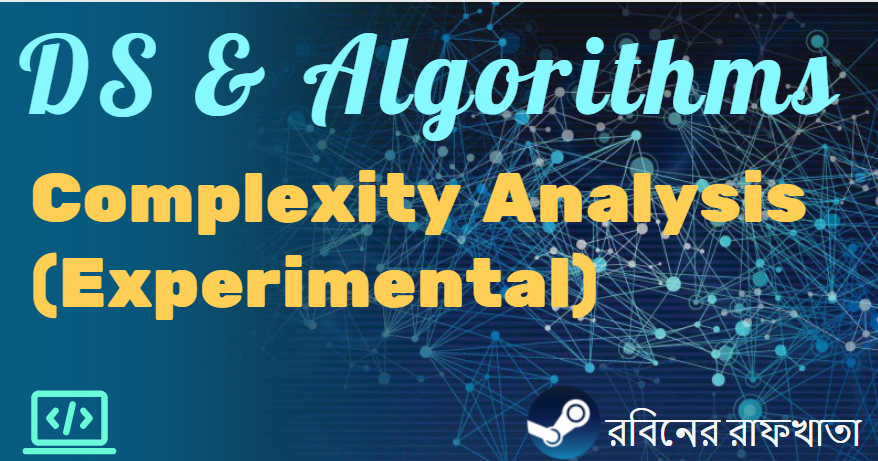 DS & Algorithms
Complexity Analysis
(Experimental)
</>
রবিনের রাফখাতা